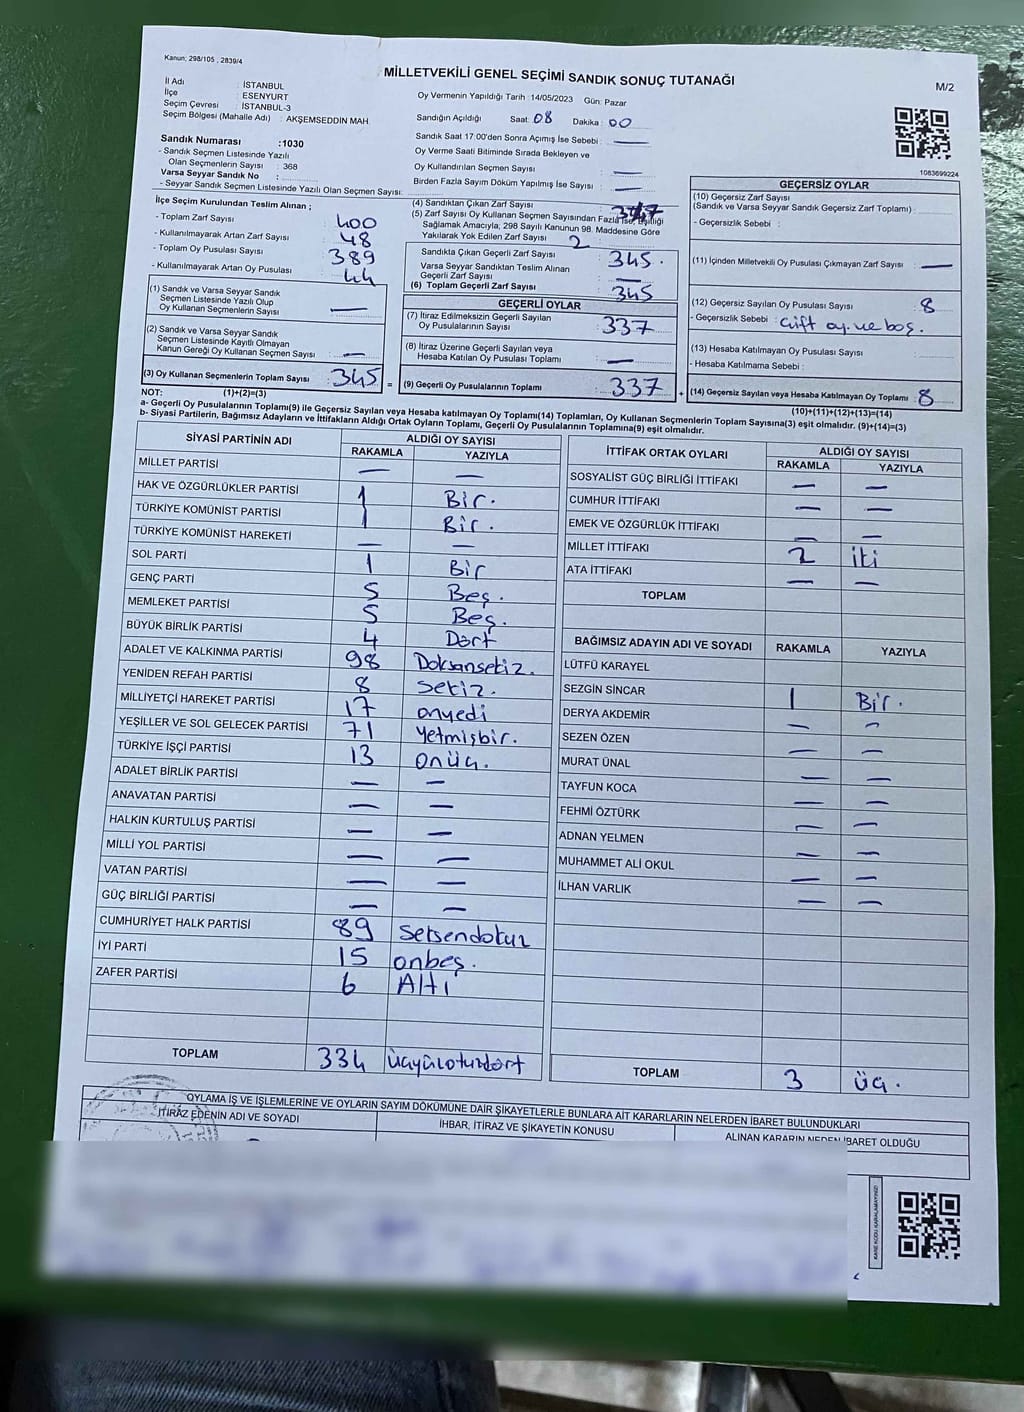 Kanun; 298/105 , 2839/4
MİLLETVEKİLİ GENEL SEÇİMİ SANDIK SONUÇ TUTANAĞI
M/2
İl Adı : İSTANBUL
İlçe : ESENYURT
Seçim Çevresi : İSTANBUL-3
Seçim Bölgesi (Mahalle Adı) : AKŞEMSEDDİN MAH.
Oy Vermenin Yapıldığı Tarih :14/05/2023 Gün: Pazar
Sandığın Açıldığı Saat: 08 Dakika: 00
Sandık Saat 17:00'den Sonra Açımış İse Sebebi : —
Oy Verme Saati Bitiminde Sırada Bekleyen ve
Oy Kullandırılan Seçmen Sayısı : —
Birden Fazla Sayım Döküm Yapılmış İse Sayısı : —
Sandık Numarası :1030
- Sandık Seçmen Listesinde Yazılı
Olan Seçmenlerin Sayısı : 368
Varsa Seyyar Sandık No :
- Seyyar Sandık Seçmen Listesinde Yazılı Olan Seçmen Sayısı:
1083699224
İlçe Seçim Kurulundan Teslim Alınan ;
- Toplam Zarf Sayısı : 400
- Kullanılmayarak Artan Zarf Sayısı : 48
- Toplam Oy Pusulası Sayısı : 389
- Kullanılmayarak Artan Oy Pusulası : 44
(1) Sandık ve Varsa Seyyar Sandık
Seçmen Listesinde Yazılı Olup
Oy Kullanan Seçmenlerin Sayısı : —
(2) Sandık ve Varsa Seyyar Sandık
Seçmen Listesinde Kayıtlı Olmayan
Kanun Gereği Oy Kullanan Seçmen Sayısı : —
(3) Oy Kullanan Seçmenlerin Toplam Sayısı : 345
(4) Sandıktan Çıkan Zarf Sayısı : 347
(5) Zarf Sayısı Oy Kullanan Seçmen Sayısından Fazla İse, Eşitliği
Sağlamak Amacıyla, 298 Sayılı Kanunun 98. Maddesine Göre
Yakılarak Yok Edilen Zarf Sayısı : 2
Sandıkta Çıkan Geçerli Zarf Sayısı : 345.
Varsa Seyyar Sandıktan Teslim Alınan
Geçerli Zarf Sayısı : —
(6) Toplam Geçerli Zarf Sayısı : 345
GEÇERLİ OYLAR
(7) İtiraz Edilmeksizin Geçerli Sayılan
Oy Pusulalarının Sayısı : 337
(8) İtiraz Üzerine Geçerli Sayılan veya
Hesaba Katılan Oy Pusulası Toplamı : —
= (9) Geçerli Oy Pusulalarının Toplamı : 337
GEÇERSİZ OYLAR
(10) Geçersiz Zarf Sayısı
(Sandık ve Varsa Seyyar Sandık Geçersiz Zarf Toplamı) :
- Geçersizlik Sebebi :
(11) İçinden Milletvekili Oy Pusulası Çıkmayan Zarf Sayısı : —
(12) Geçersiz Sayılan Oy Pusulası Sayısı : 8
- Geçersizlik Sebebi : Çift oy. ve boş.
(13) Hesaba Katılmayan Oy Pusulası Sayısı :
- Hesaba Katılmama Sebebi :
+ (14) Geçersiz Sayılan veya Hesaba Katılmayan Oy Toplamı : 8
NOT: (1)+(2)=(3)
(10)+(11)+(12)+(13)=(14)
a- Geçerli Oy Pusulalarının Toplamı(9) ile Geçersiz Sayılan veya Hesaba katılmayan Oy Toplamı(14) Toplamları, Oy Kullanan Seçmenlerin Toplam Sayısına(3) eşit olmalıdır. (9)+(14)=(3)
b- Siyasi Partilerin, Bağımsız Adayların ve İttifakların Aldığı Ortak Oyların Toplamı, Geçerli Oy Pusulalarının Toplamına(9) eşit olmalıdır.
SİYASİ PARTİNİN ADI ALDIĞI OY SAYISI
RAKAMLA YAZIYLA
MİLLET PARTİSİ — —
HAK VE ÖZGÜRLÜKLER PARTİSİ 1 Bir.
TÜRKİYE KOMÜNİST PARTİSİ 1 Bir.
TÜRKİYE KOMÜNİST HAREKETİ — —
SOL PARTİ 1 Bir
GENÇ PARTİ 5 Beş.
MEMLEKET PARTİSİ 5 Beş.
BÜYÜK BİRLİK PARTİSİ 4 Dört
ADALET VE KALKINMA PARTİSİ 98 Doksansekiz.
YENİDEN REFAH PARTİSİ 8 sekiz.
MİLLİYETÇİ HAREKET PARTİSİ 17 onyedi
YEŞİLLER VE SOL GELECEK PARTİSİ 71 Yetmişbir.
TÜRKİYE İŞÇİ PARTİSİ 13 onüç.
ADALET BİRLİK PARTİSİ — —
ANAVATAN PARTİSİ — —
HALKIN KURTULUŞ PARTİSİ — —
MİLLİ YOL PARTİSİ — —
VATAN PARTİSİ — —
GÜÇ BİRLİĞİ PARTİSİ — —
CUMHURİYET HALK PARTİSİ 89 Seksendokuz
İYİ PARTİ 15 onbeş.
ZAFER PARTİSİ 6 Altı
TOPLAM 334 Üçyüzotuzdört
İTTİFAK ORTAK OYLARI ALDIĞI OY SAYISI
RAKAMLA YAZIYLA
SOSYALİST GÜÇ BİRLİĞİ İTTİFAKI — —
CUMHUR İTTİFAKI — —
EMEK VE ÖZGÜRLÜK İTTİFAKI — —
MİLLET İTTİFAKI 2 iki
ATA İTTİFAKI — —
TOPLAM
BAĞIMSIZ ADAYIN ADI VE SOYADI RAKAMLA YAZIYLA
LÜTFÜ KARAYEL
SEZGİN SİNCAR 1 Bir.
DERYA AKDEMİR — —
SEZEN ÖZEN — —
MURAT ÜNAL — —
TAYFUN KOCA — —
FEHMİ ÖZTÜRK — —
ADNAN YELMEN — —
MUHAMMET ALİ OKUL — —
İLHAN VARLIK — —
TOPLAM 3 üç.
OYLAMA İŞ VE İŞLEMLERİNE VE OYLARIN SAYIM DÖKÜMÜNE DAİR ŞİKAYETLERLE BUNLARA AİT KARARLARIN NELERDEN İBARET BULUNDUKLARI
İTİRAZ EDENİN ADI VE SOYADI İHBAR, İTİRAZ VE ŞİKAYETİN KONUSU ALINAN KARARIN NEDEN İBARET OLDUĞU
KARE KODU KARALAMAYINIZ!